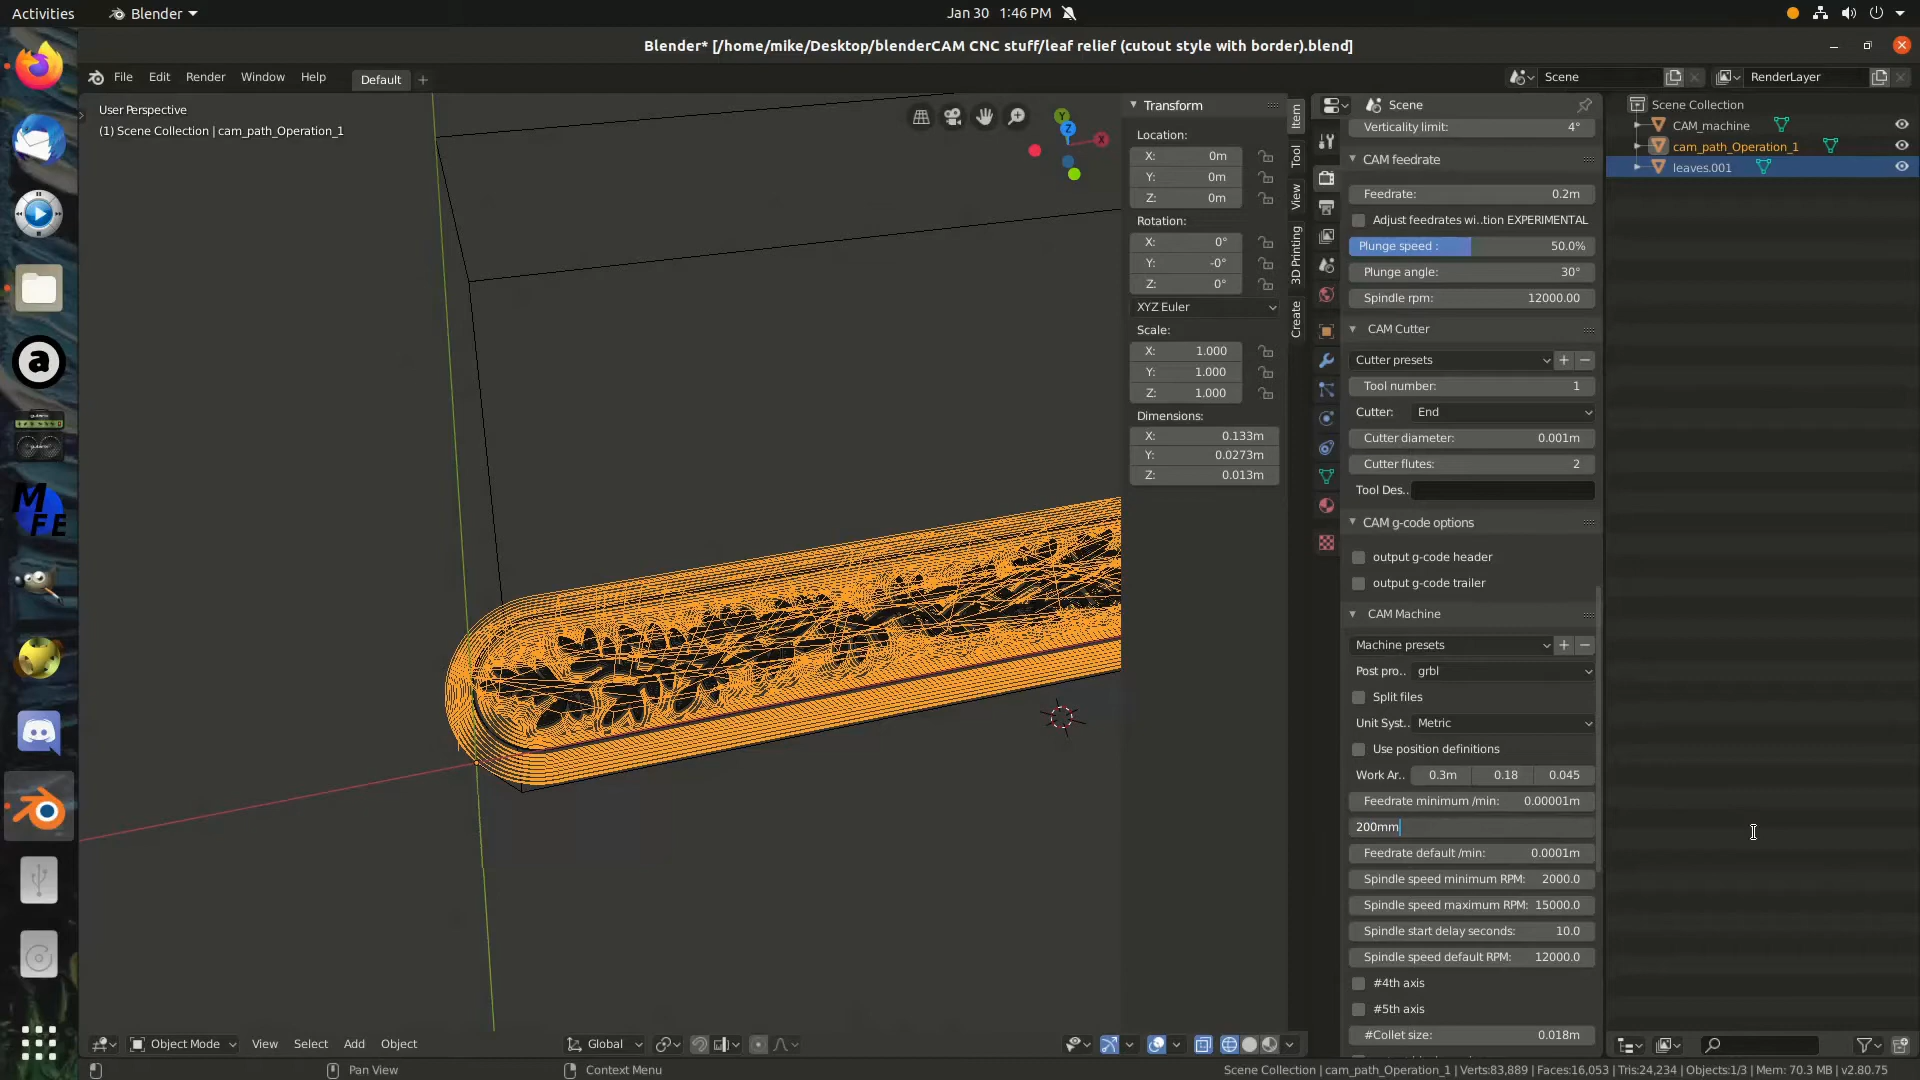 Activities
Blender
Jan 30 1:46 PM
Blender* [/home/mike/Desktop/blenderCAM CNC stuff/leaf relief (cutout style with border).blend]
File Edit Render Window Help Default +
Scene
RenderLayer
User Perspective
(1) Scene Collection | cam_path_Operation_1
Y
Z
X
Transform
Location:
X: 0m
Y: 0m
Z: 0m
Rotation:
X: 0°
Y: -0°
Z: 0°
XYZ Euler
Scale:
X: 1.000
Y: 1.000
Z: 1.000
Dimensions:
X: 0.133m
Y: 0.0273m
Z: 0.013m
Item
Tool
View
3D Printing
Create
Scene
Verticality limit: 4°
CAM feedrate
Feedrate: 0.2m
Adjust feedrates wi..tion EXPERIMENTAL
Plunge speed : 50.0%
Plunge angle: 30°
Spindle rpm: 12000.00
CAM Cutter
Cutter presets
Tool number: 1
Cutter: End
Cutter diameter: 0.001m
Cutter flutes: 2
Tool Des..
CAM g-code options
output g-code header
output g-code trailer
CAM Machine
Machine presets
Post pro.. grbl
Split files
Unit Syst.. Metric
Use position definitions
Work Ar.. 0.3m 0.18 0.045
Feedrate minimum /min: 0.00001m
200mm
Feedrate default /min: 0.0001m
Spindle speed minimum RPM: 2000.0
Spindle speed maximum RPM: 15000.0
Spindle start delay seconds: 10.0
Spindle speed default RPM: 12000.0
#4th axis
#5th axis
#Collet size: 0.018m
Scene Collection
CAM_machine
cam_path_Operation_1
leaves.001
a
M
FE
Object Mode View Select Add Object
Global
Pan View
Context Menu
Scene Collection | cam_path_Operation_1 | Verts:83,889 | Faces:16,053 | Tris:24,234 | Objects:1/3 | Mem: 70.3 MB | v2.80.75